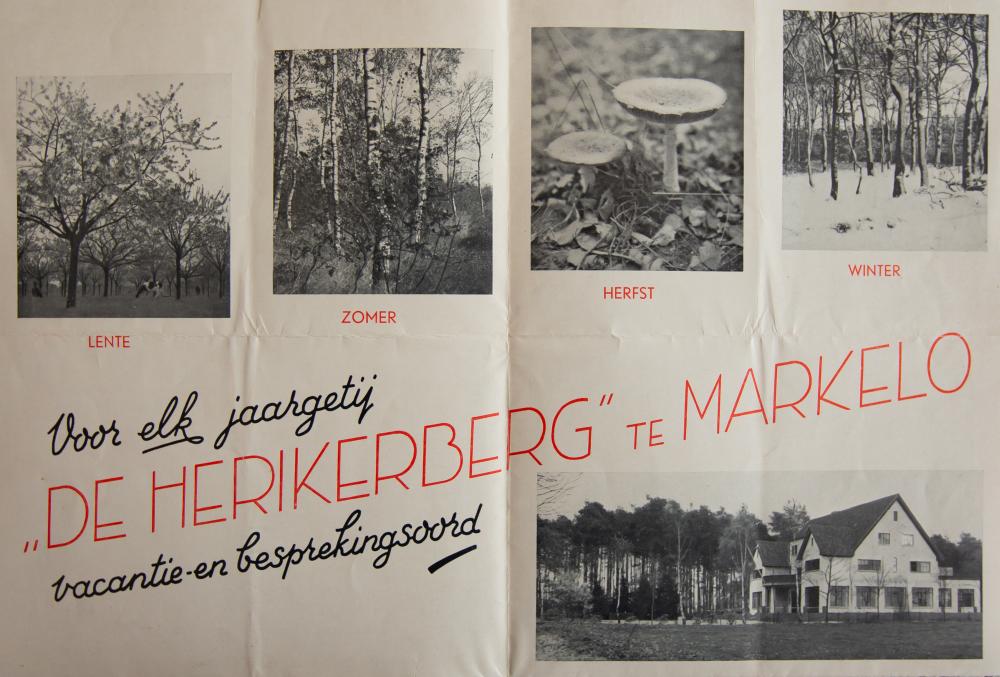 LENTE
ZOMER
HERFST
WINTER
Voor elk jaargetij
„DE HERIKERBERG” TE MARKELO
vacantie-en besprekingsoord